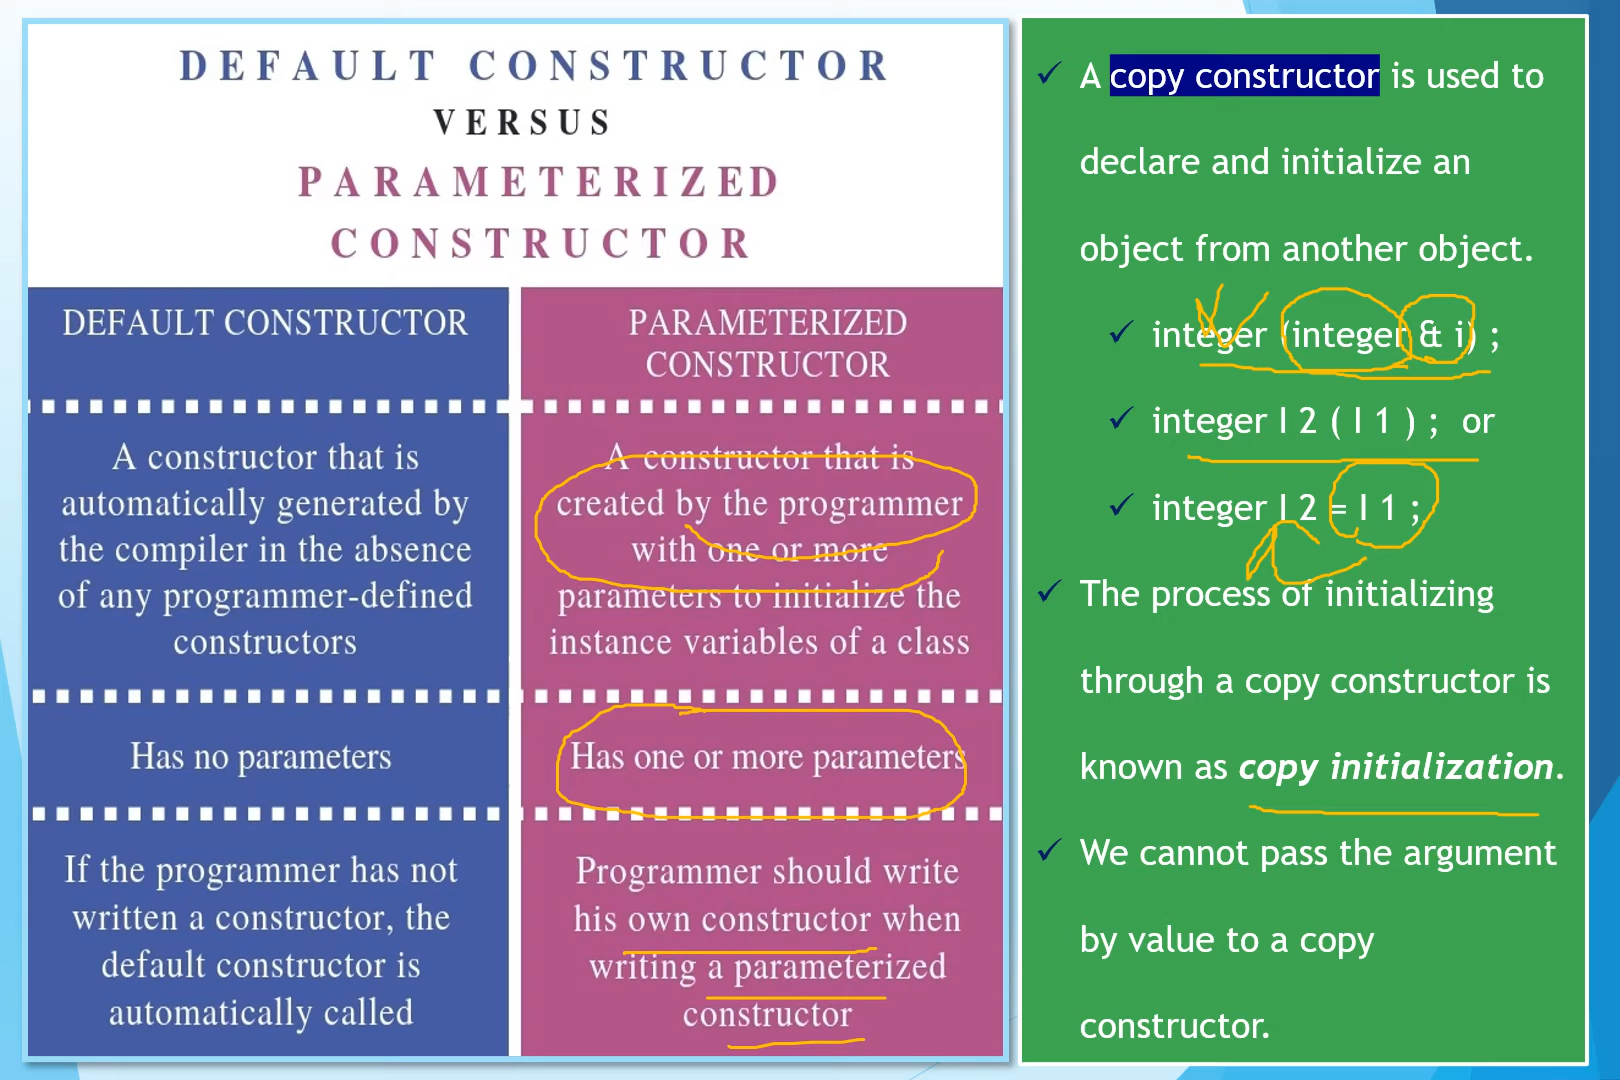 DEFAULT CONSTRUCTOR
VERSUS
PARAMETERIZED
CONSTRUCTOR
DEFAULT CONSTRUCTOR
A constructor that is
automatically generated by
the compiler in the absence
of any programmer-defined
constructors
Has no parameters
If the programmer has not
written a constructor, the
default constructor is
automatically called
PARAMETERIZED
CONSTRUCTOR
A constructor that is
created by the programmer
with one or more
parameters to initialize the
instance variables of a class
Has one or more parameters
Programmer should write
his own constructor when
writing a parameterized
constructor
✓ A copy constructor is used to
declare and initialize an
object from another object.
✓ integer (integer & i) ;
✓ integer I 2 ( I 1 ) ; or
✓ integer I 2 = I 1 ;
✓ The process of initializing
through a copy constructor is
known as copy initialization.
✓ We cannot pass the argument
by value to a copy
constructor.